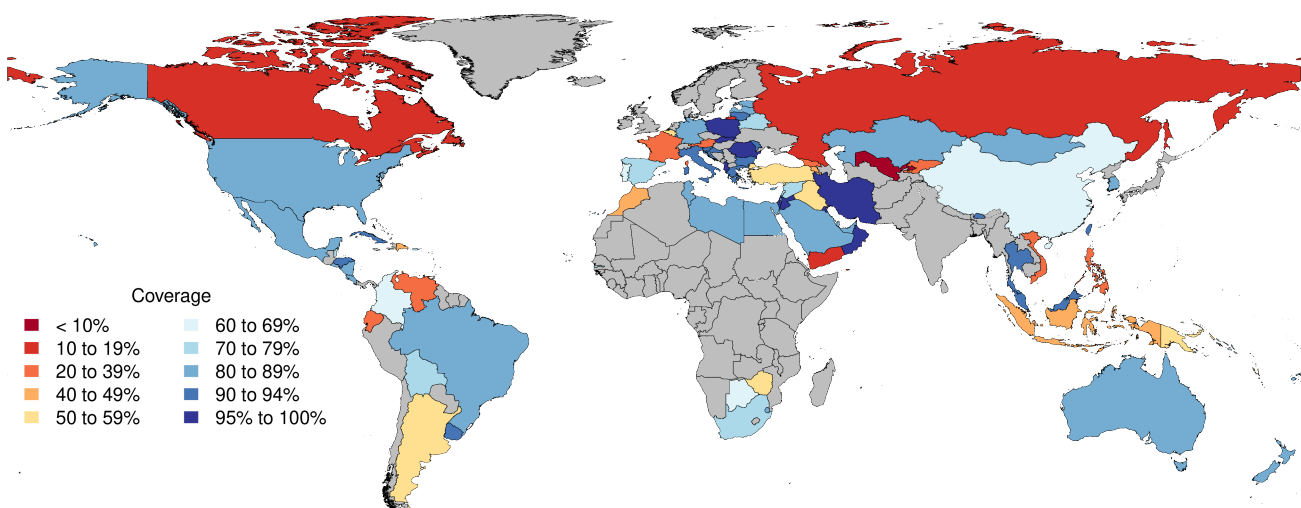 Coverage
< 10%
10 to 19%
20 to 39%
40 to 49%
50 to 59%
60 to 69%
70 to 79%
80 to 89%
90 to 94%
95% to 100%